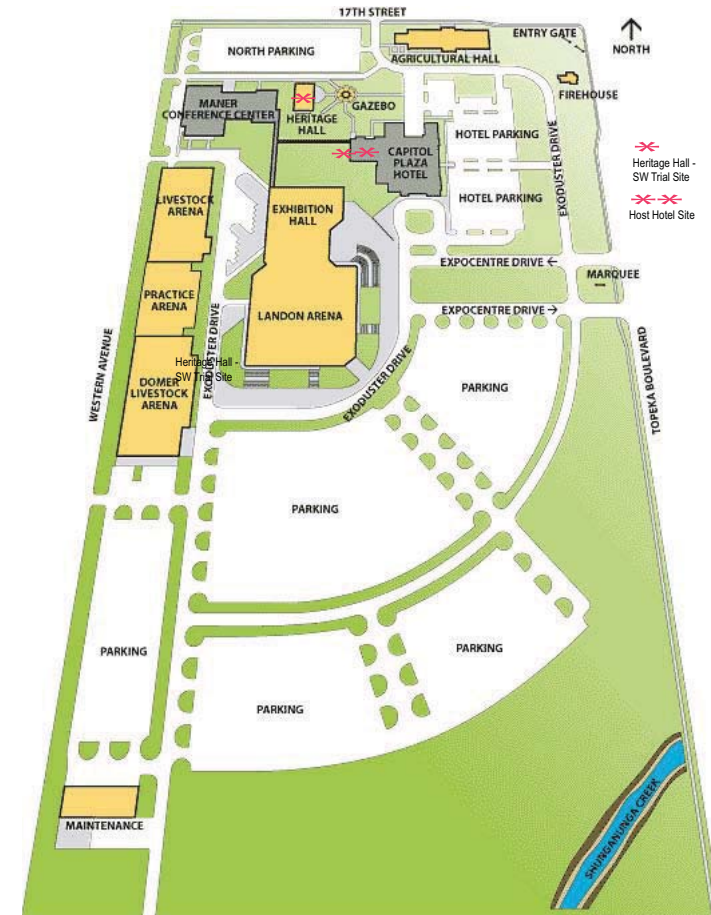 17TH STREET
ENTRY GATE
NORTH
NORTH PARKING
AGRICULTURAL HALL
FIREHOUSE
MANER
CONFERENCE CENTER
GAZEBO
HERITAGE
HALL
HOTEL PARKING
CAPITOL
PLAZA
HOTEL
EXODUSTER DRIVE
Heritage Hall -
SW Trial Site
HOTEL PARKING
Host Hotel Site
LIVESTOCK
ARENA
EXHIBITION
HALL
EXPOCENTRE DRIVE ←
MARQUEE
PRACTICE
ARENA
LANDON ARENA
EXPOCENTRE DRIVE →
WESTERN AVENUE
EXODUSTER DRIVE
Heritage Hall -
SW Trial Site
EXODUSTER DRIVE
TOPEKA BOULEVARD
DOMER
LIVESTOCK
ARENA
PARKING
PARKING
PARKING
PARKING
PARKING
SHUNGANUNGA CREEK
MAINTENANCE